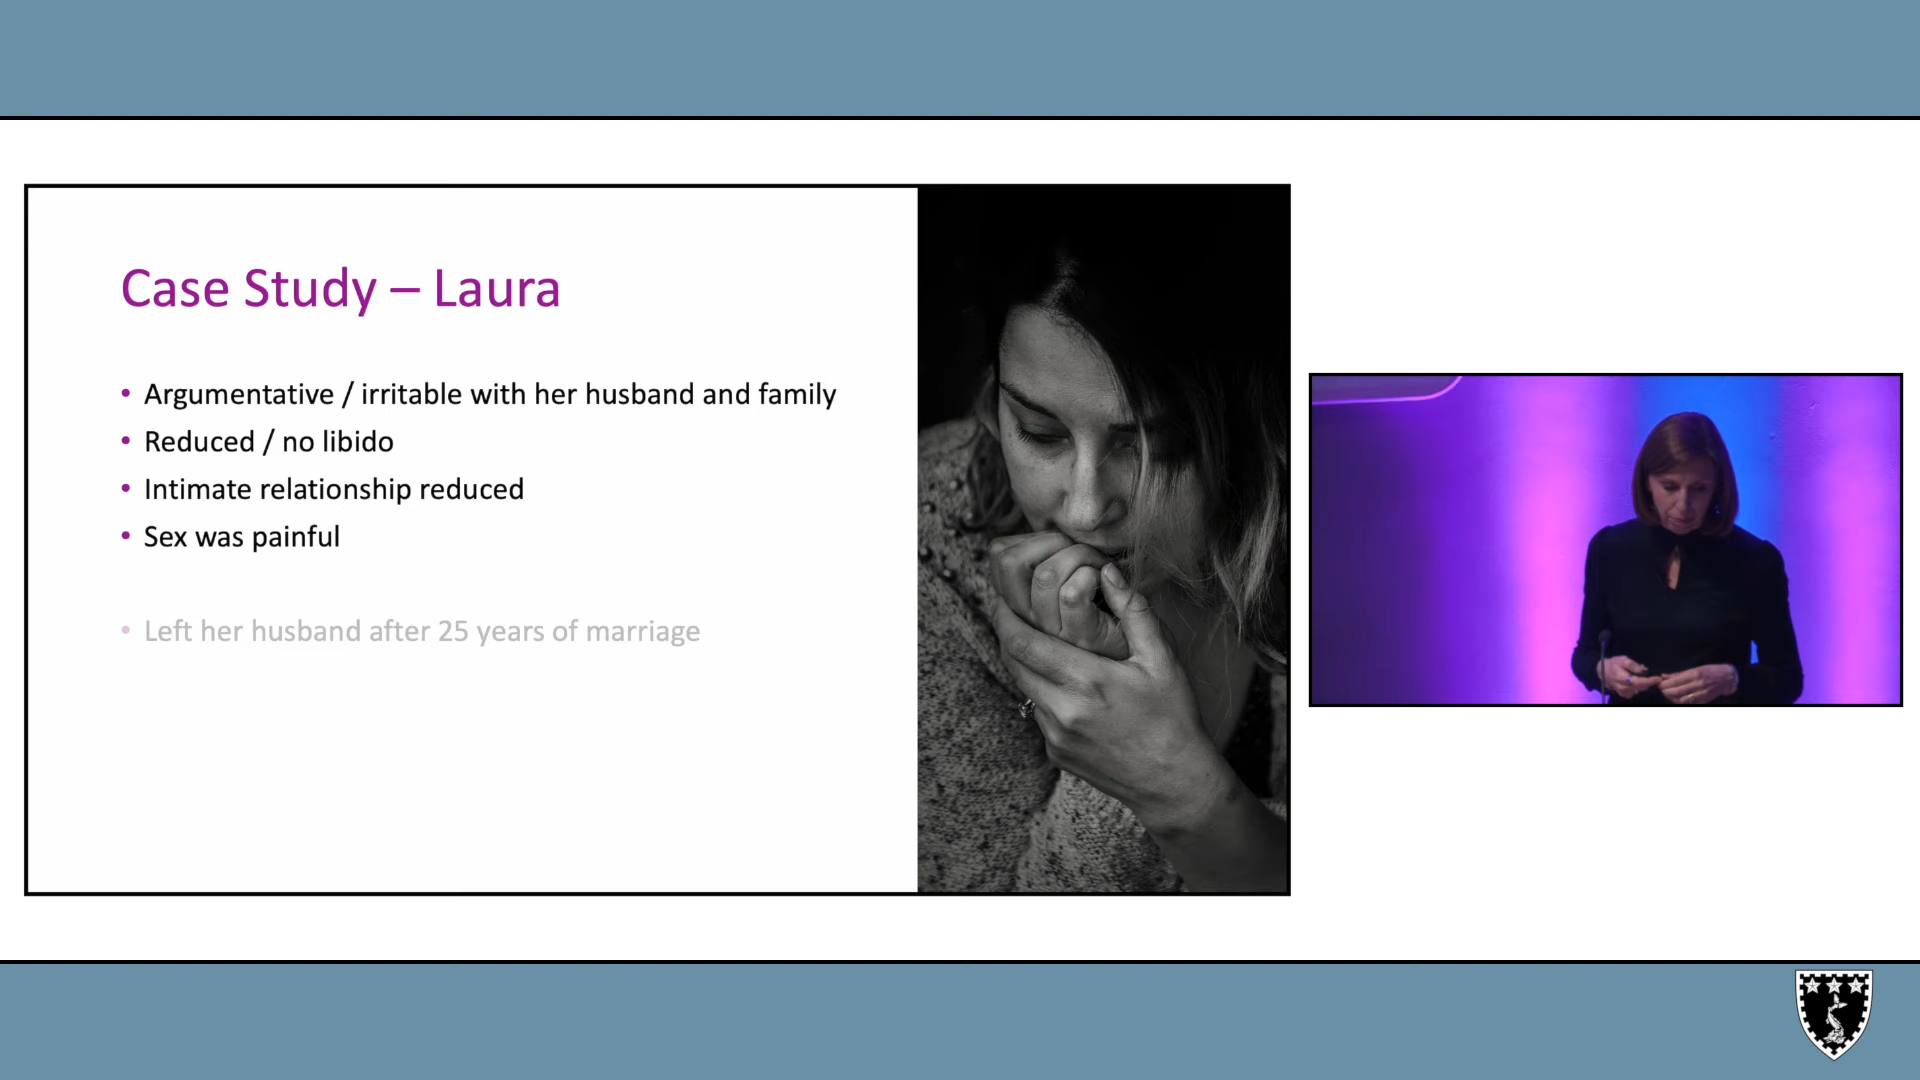 Case Study – Laura
• Argumentative / irritable with her husband and family
• Reduced / no libido
• Intimate relationship reduced
• Sex was painful
• Left her husband after 25 years of marriage